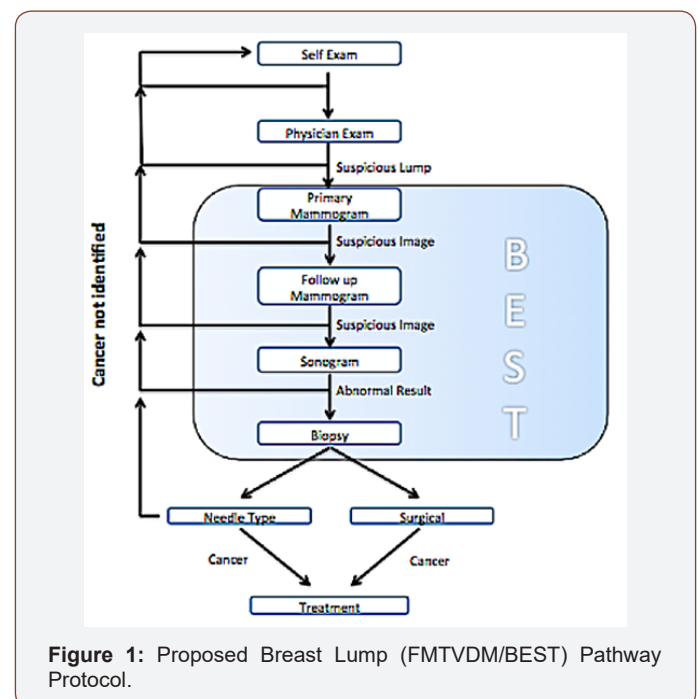 Self Exam
Physician Exam
Suspicious Lump
Primary
Mammogram
Suspicious Image
Follow up
Mammogram
Suspicious Image
Sonogram
Abnormal Result
Biopsy
B
E
S
T
Cancer not identified
Needle Type
Surgical
Cancer
Cancer
Treatment
Figure 1: Proposed Breast Lump (FMTVDM/BEST) Pathway
Protocol.